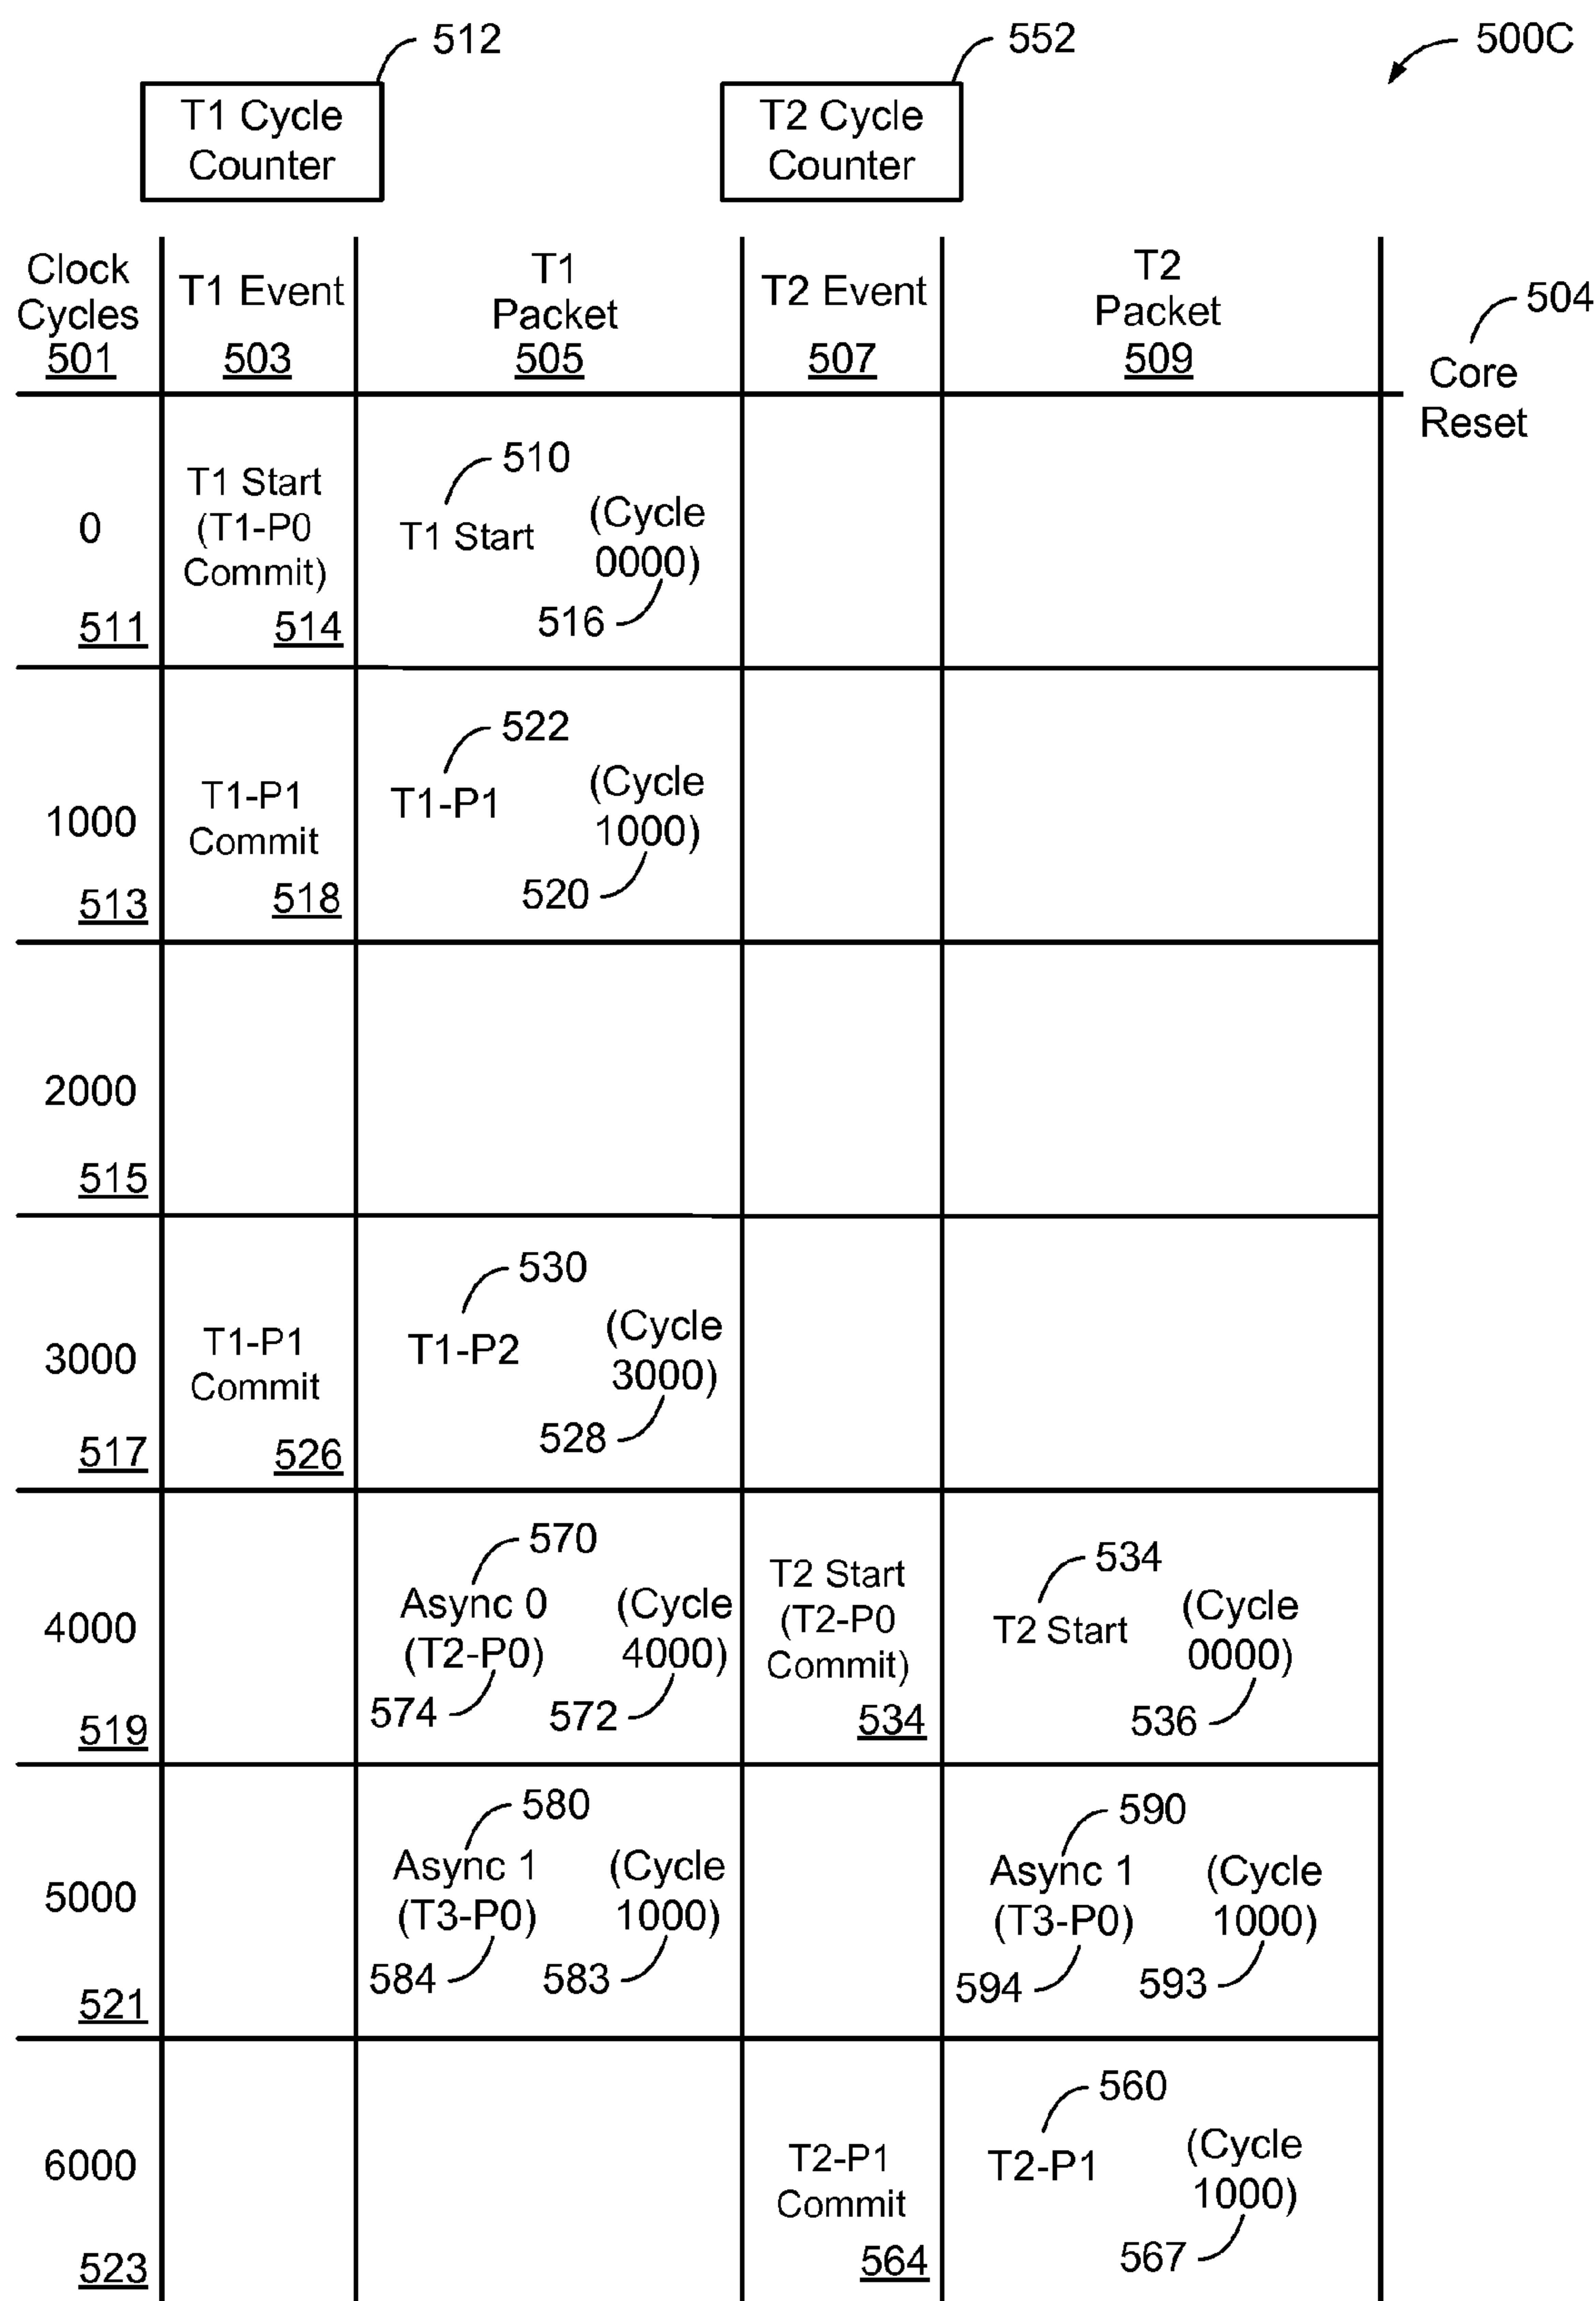 512
552
500C
T1 Cycle
Counter
T2 Cycle
Counter
Clock
Cycles
501
T1 Event
503
T1
Packet
505
T2 Event
507
T2
Packet
509
504
Core
Reset
0
511
T1 Start
(T1-P0
Commit)
514
510
T1 Start
(Cycle
0000)
516
1000
513
T1-P1
Commit
518
522
T1-P1
(Cycle
1000)
520
2000
515
3000
517
T1-P1
Commit
526
530
T1-P2
(Cycle
3000)
528
4000
519
570
Async 0
(T2-P0)
574
(Cycle
4000)
572
T2 Start
(T2-P0
Commit)
534
534
T2 Start
(Cycle
0000)
536
5000
521
580
Async 1
(T3-P0)
584
(Cycle
1000)
583
590
Async 1
(T3-P0)
594
(Cycle
1000)
593
6000
523
T2-P1
Commit
564
560
T2-P1
(Cycle
1000)
567